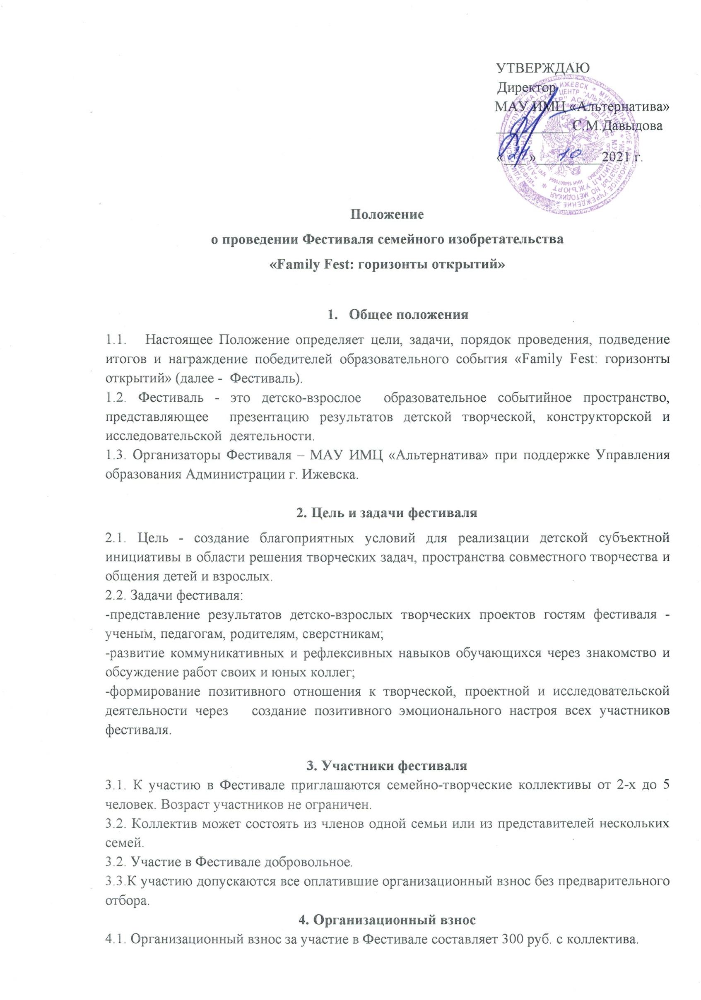 УТВЕРЖДАЮ
Директор
МАУ ИМЦ «Альтернатива»
__________ С.М.Давыдова
«21» 10 2021 г.
Положение
о проведении Фестиваля семейного изобретательства
«Family Fest: горизонты открытий»
1. Общее положения
1.1. Настоящее Положение определяет цели, задачи, порядок проведения, подведение
итогов и награждение победителей образовательного события «Family Fest: горизонты
открытий» (далее - Фестиваль).
1.2. Фестиваль - это детско-взрослое образовательное событийное пространство,
представляющее презентацию результатов детской творческой, конструкторской и
исследовательской деятельности.
1.3. Организаторы Фестиваля – МАУ ИМЦ «Альтернатива» при поддержке Управления
образования Администрации г. Ижевска.
2. Цель и задачи фестиваля
2.1. Цель - создание благоприятных условий для реализации детской субъектной
инициативы в области решения творческих задач, пространства совместного творчества и
общения детей и взрослых.
2.2. Задачи фестиваля:
-представление результатов детско-взрослых творческих проектов гостям фестиваля -
ученым, педагогам, родителям, сверстникам;
-развитие коммуникативных и рефлексивных навыков обучающихся через знакомство и
обсуждение работ своих и юных коллег;
-формирование позитивного отношения к творческой, проектной и исследовательской
деятельности через создание позитивного эмоционального настроя всех участников
фестиваля.
3. Участники фестиваля
3.1. К участию в Фестивале приглашаются семейно-творческие коллективы от 2-х до 5
человек. Возраст участников не ограничен.
3.2. Коллектив может состоять из членов одной семьи или из представителей нескольких
семей.
3.2. Участие в Фестивале добровольное.
3.3.К участию допускаются все оплатившие организационный взнос без предварительного
отбора.
4. Организационный взнос
4.1. Организационный взнос за участие в Фестивале составляет 300 руб. с коллектива.